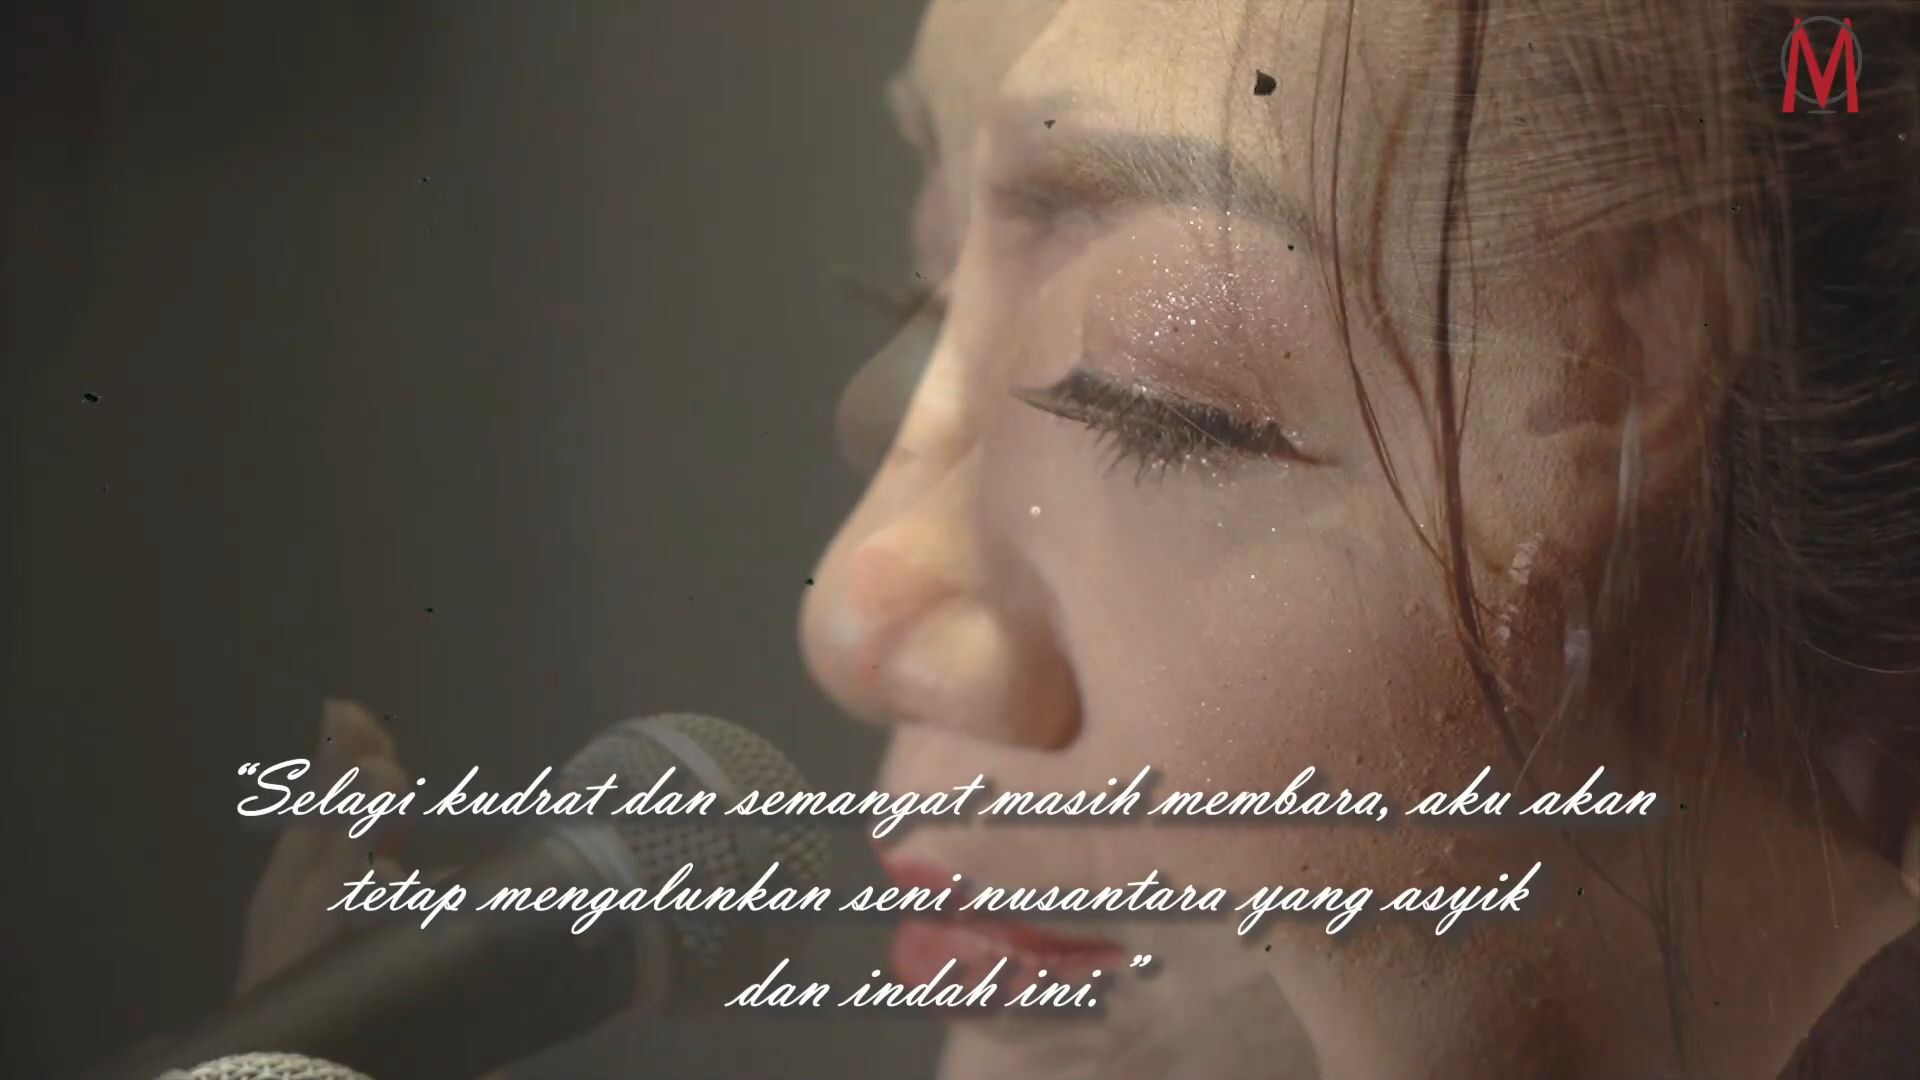 M
“Selagi kudrat dan semangat masih membara, aku akan
tetap mengalunkan seni nusantara yang asyik
dan indah ini.”